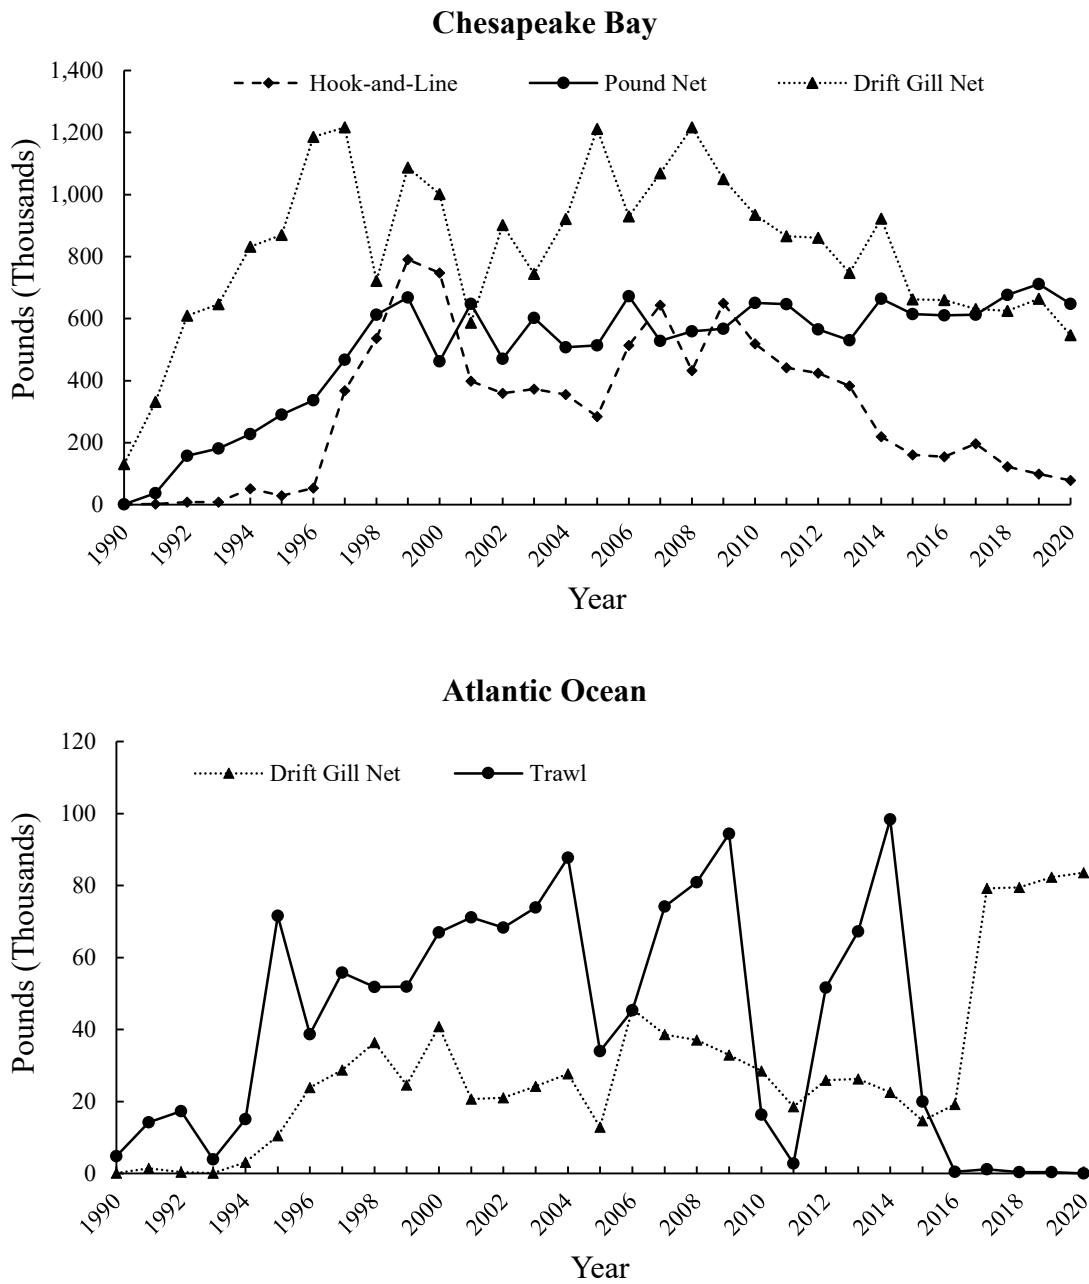 Chesapeake Bay
1,400
1,200
1,000
800
600
400
200
0
Pounds (Thousands)
Hook-and-Line Pound Net Drift Gill Net
1990 1992 1994 1996 1998 2000 2002 2004 2006 2008 2010 2012 2014 2016 2018 2020
Year
Atlantic Ocean
120
100
80
60
40
20
0
Pounds (Thousands)
Drift Gill Net Trawl
1990 1992 1994 1996 1998 2000 2002 2004 2006 2008 2010 2012 2014 2016 2018 2020
Year